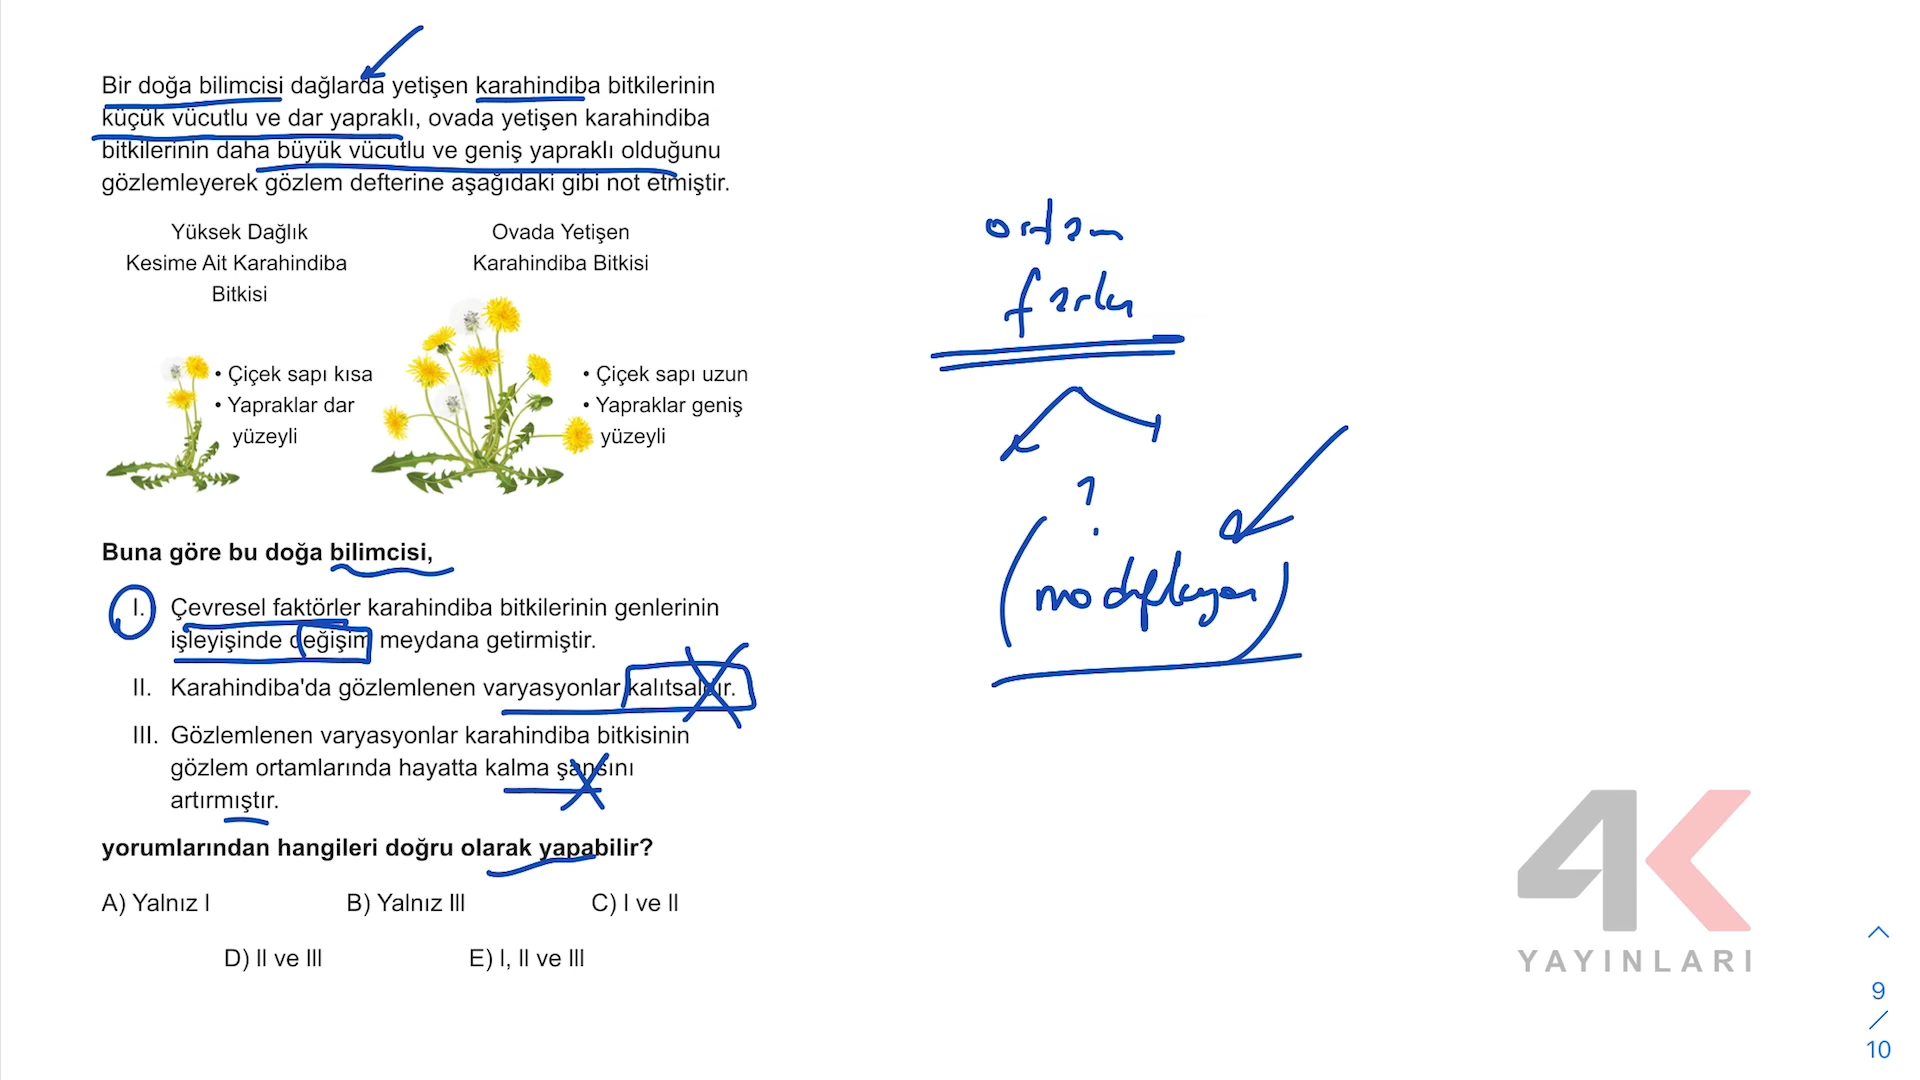 Bir doğa bilimcisi dağlarda yetişen karahindiba bitkilerinin
küçük vücutlu ve dar yapraklı, ovada yetişen karahindiba
bitkilerinin daha büyük vücutlu ve geniş yapraklı olduğunu
gözlemleyerek gözlem defterine aşağıdaki gibi not etmiştir.
Yüksek Dağlık
Kesime Ait Karahindiba
Bitkisi
• Çiçek sapı kısa
• Yapraklar dar
yüzeyli
Ovada Yetişen
Karahindiba Bitkisi
• Çiçek sapı uzun
• Yapraklar geniş
yüzeyli
Buna göre bu doğa bilimcisi,
I. Çevresel faktörler karahindiba bitkilerinin genlerinin
işleyişinde değişim meydana getirmiştir.
II. Karahindiba'da gözlemlenen varyasyonlar kalıtsaldır.
III. Gözlemlenen varyasyonlar karahindiba bitkisinin
gözlem ortamlarında hayatta kalma şansını
artırmıştır.
yorumlarından hangileri doğru olarak yapabilir?
A) Yalnız I B) Yalnız III C) I ve II
D) II ve III E) I, II ve III
ortam
farkı
?
(modifikasyon)
4K
YAYINLARI
9
/
10